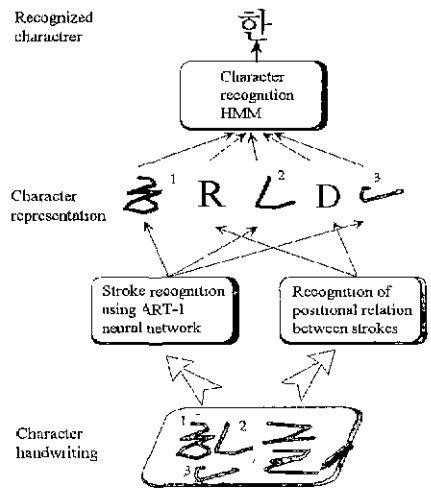 Recognized
charactrer
한
Character
recognition
HMM
Character
representation
1 R 2 D 3
Stroke recognition
using ART-1
neural network
Recognition of
positional relation
between strokes
Character
handwriting
1 2
3